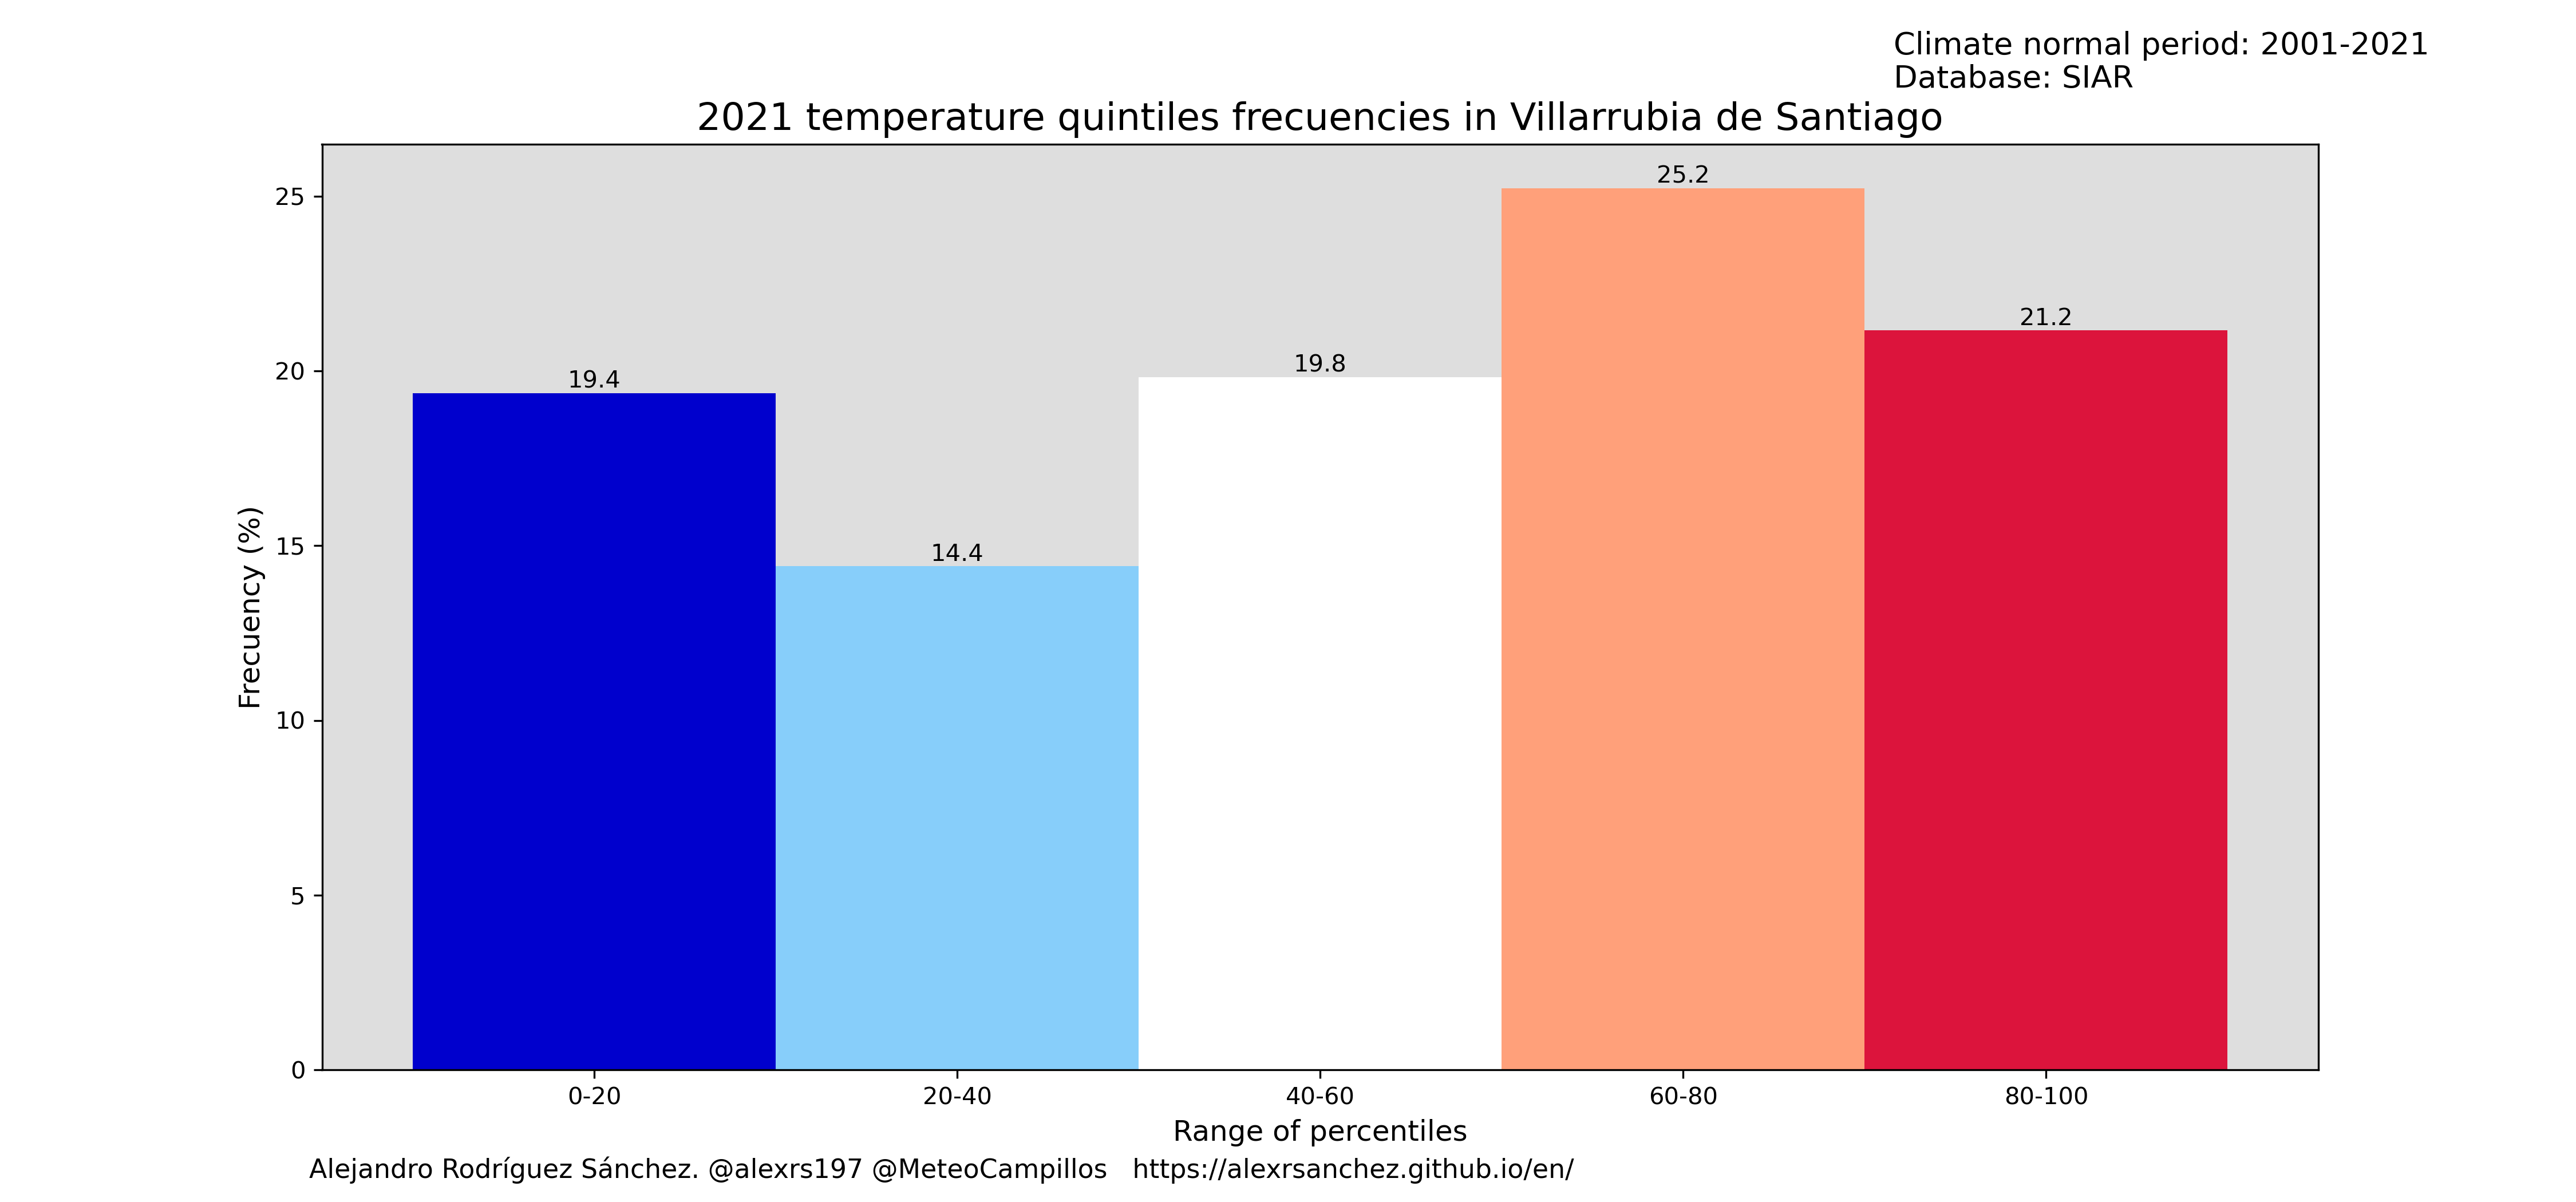 Climate normal period: 2001-2021
Database: SIAR
2021 temperature quintiles frecuencies in Villarrubia de Santiago
25.2
25
21.2
20
19.8
19.4
15
14.4
Frecuency (%)
10
5
0
0-20 20-40 40-60 60-80 80-100
Range of percentiles
Alejandro Rodríguez Sánchez. @alexrs197 @MeteoCampillos https://alexrsanchez.github.io/en/